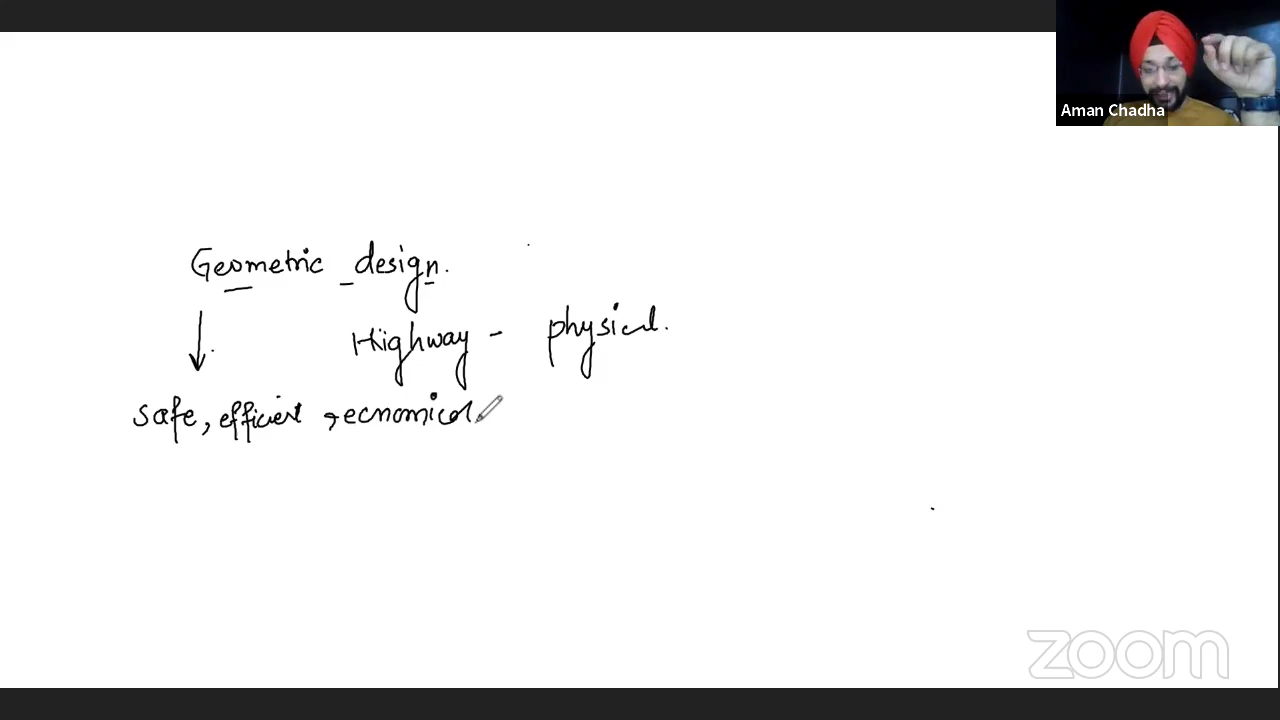 Aman Chadha
Geometric design.
Highway - physical.
safe, efficient, economical
zoom